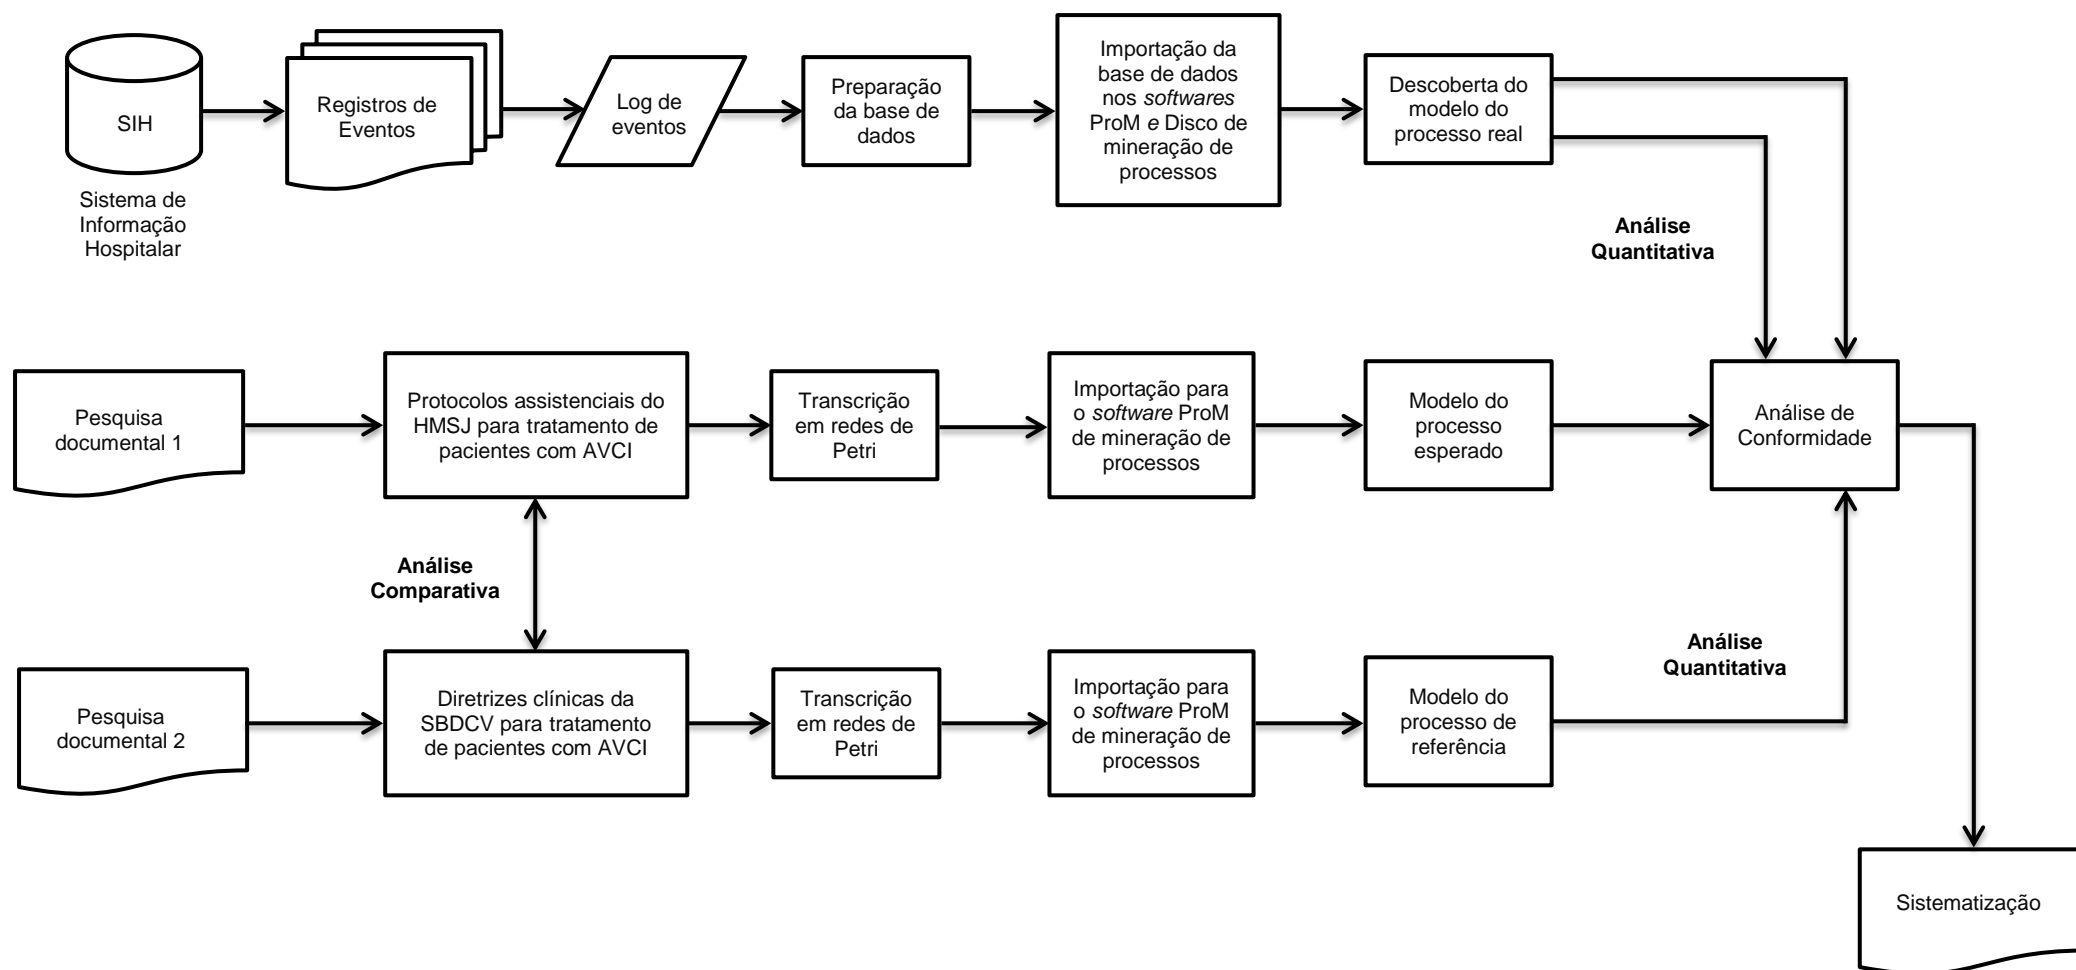 SIH
Sistema de
Informação
Hospitalar
Registros de
Eventos
Log de
eventos
Preparação
da base de
dados
Importação da
base de dados
nos softwares
ProM e Disco de
mineração de
processos
Descoberta do
modelo do
processo real
Análise
Quantitativa
Pesquisa
documental 1
Protocolos assistenciais do
HMSJ para tratamento de
pacientes com AVCI
Transcrição
em redes de
Petri
Importação para
o software ProM
de mineração de
processos
Modelo do
processo
esperado
Análise de
Conformidade
Análise
Comparativa
Pesquisa
documental 2
Diretrizes clínicas da
SBDCV para tratamento
de pacientes com AVCI
Transcrição
em redes de
Petri
Importação para
o software ProM
de mineração de
processos
Modelo do
processo de
referência
Análise
Quantitativa
Sistematização